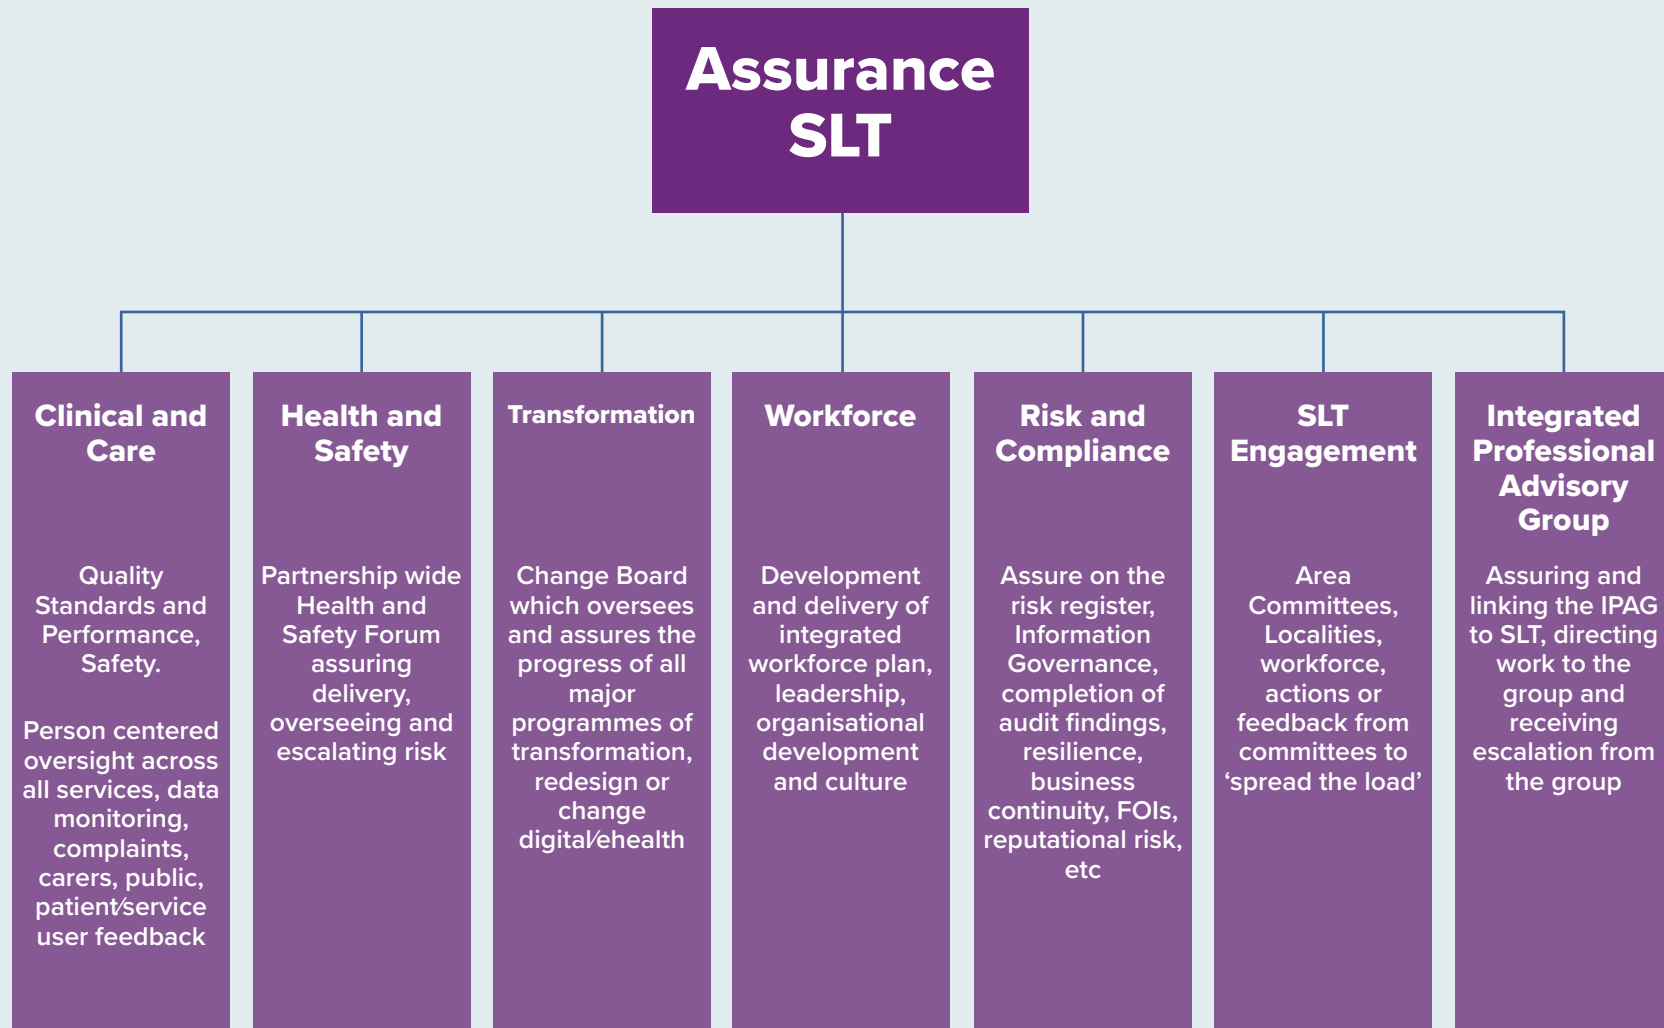 Assurance
SLT
Clinical and
Care
Quality
Standards and
Performance,
Safety.
Person centered
oversight across
all services, data
monitoring,
complaints,
carers, public,
patient/service
user feedback
Health and
Safety
Partnership wide
Health and
Safety Forum
assuring
delivery,
overseeing and
escalating risk
Transformation
Change Board
which oversees
and assures the
progress of all
major
programmes of
transformation,
redesign or
change
digital/ehealth
Workforce
Development
and delivery of
integrated
workforce plan,
leadership,
organisational
development
and culture
Risk and
Compliance
Assure on the
risk register,
Information
Governance,
completion of
audit findings,
resilience,
business
continuity, FOIs,
reputational risk,
etc
SLT
Engagement
Area
Committees,
Localities,
workforce,
actions or
feedback from
committees to
‘spread the load’
Integrated
Professional
Advisory
Group
Assuring and
linking the IPAG
to SLT, directing
work to the
group and
receiving
escalation from
the group